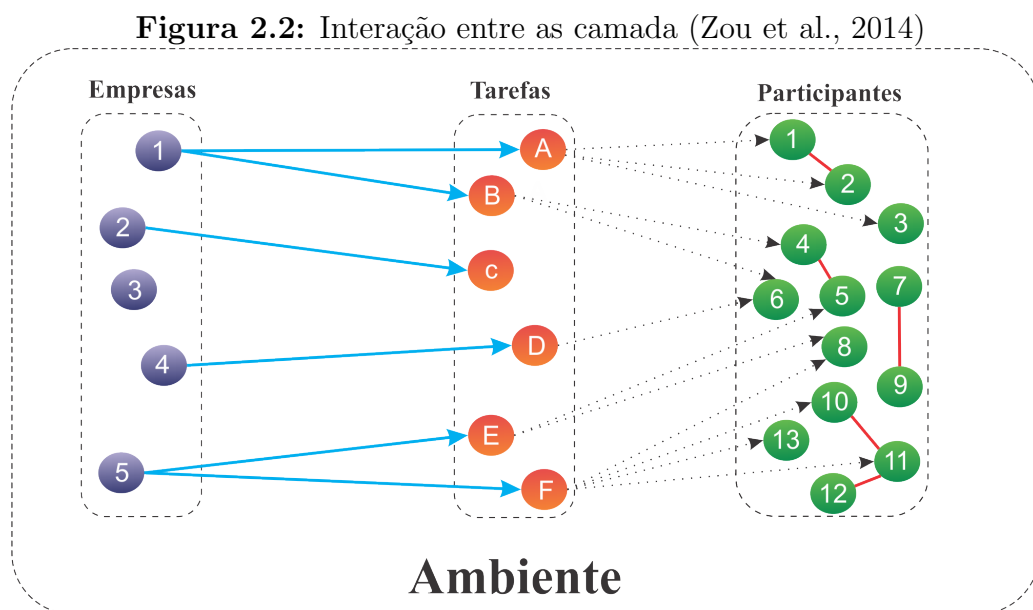 Figura 2.2: Interação entre as camada (Zou et al., 2014)
Empresas
1
2
3
4
5
Tarefas
A
B
c
D
E
F
Participantes
1
2
3
4
5
6
7
8
9
10
13
11
12
Ambiente